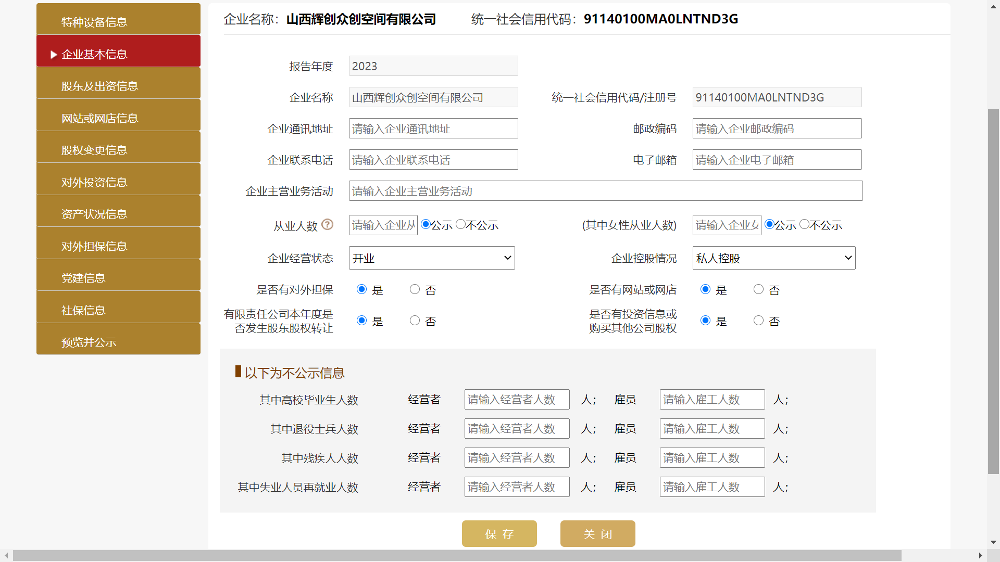 特种设备信息
企业基本信息
股东及出资信息
网站或网店信息
股权变更信息
对外投资信息
资产状况信息
对外担保信息
党建信息
社保信息
预览并公示
企业名称：山西辉创众创空间有限公司 统一社会信用代码：91140100MA0LNTND3G
报告年度 2023
企业名称 山西辉创众创空间有限公司 统一社会信用代码/注册号 91140100MA0LNTND3G
企业通讯地址 请输入企业通讯地址 邮政编码 请输入企业邮政编码
企业联系电话 请输入企业联系电话 电子邮箱 请输入企业电子邮箱
企业主营业务活动 请输入企业主营业务活动
从业人数 ? 请输入企业从 公示 不公示 (其中女性从业人数) 请输入企业女 公示 不公示
企业经营状态 开业 企业控股情况 私人控股
是否有对外担保 是 否 是否有网站或网店 是 否
有限责任公司本年度是
否发生股东股权转让 是 否
是否有投资信息或
购买其他公司股权 是 否
以下为不公示信息
其中高校毕业生人数 经营者 请输入经营者人数 人； 雇员 请输入雇工人数 人；
其中退役士兵人数 经营者 请输入经营者人数 人； 雇员 请输入雇工人数 人；
其中残疾人人数 经营者 请输入经营者人数 人； 雇员 请输入雇工人数 人；
其中失业人员再就业人数 经营者 请输入经营者人数 人； 雇员 请输入雇工人数 人；
保 存 关 闭